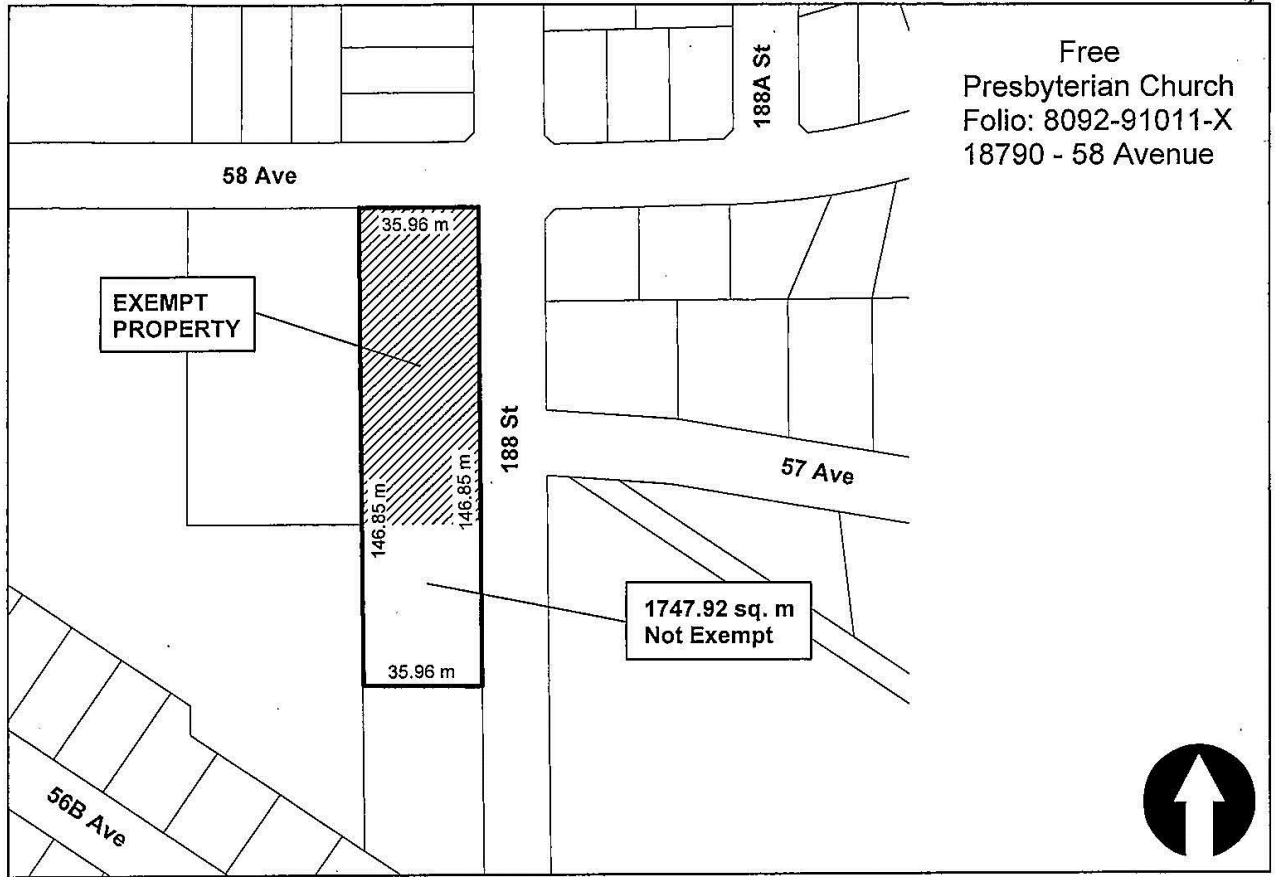 188A St
Free
Presbyterian Church
Folio: 8092-91011-X
18790 - 58 Avenue
58 Ave
35.96 m
EXEMPT
PROPERTY
188 St
57 Ave
146.85 m
146.85 m
1747.92 sq. m
Not Exempt
35.96 m
56B Ave